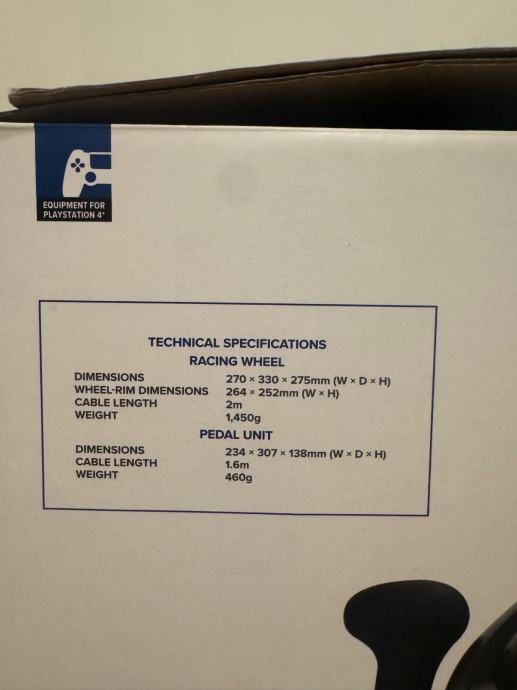 EQUIPMENT FOR
PLAYSTATION 4*
TECHNICAL SPECIFICATIONS
RACING WHEEL
DIMENSIONS 270 × 330 × 275mm (W × D × H)
WHEEL-RIM DIMENSIONS 264 × 252mm (W × H)
CABLE LENGTH 2m
WEIGHT 1,450g
PEDAL UNIT
DIMENSIONS 234 × 307 × 138mm (W × D × H)
CABLE LENGTH 1.6m
WEIGHT 460g